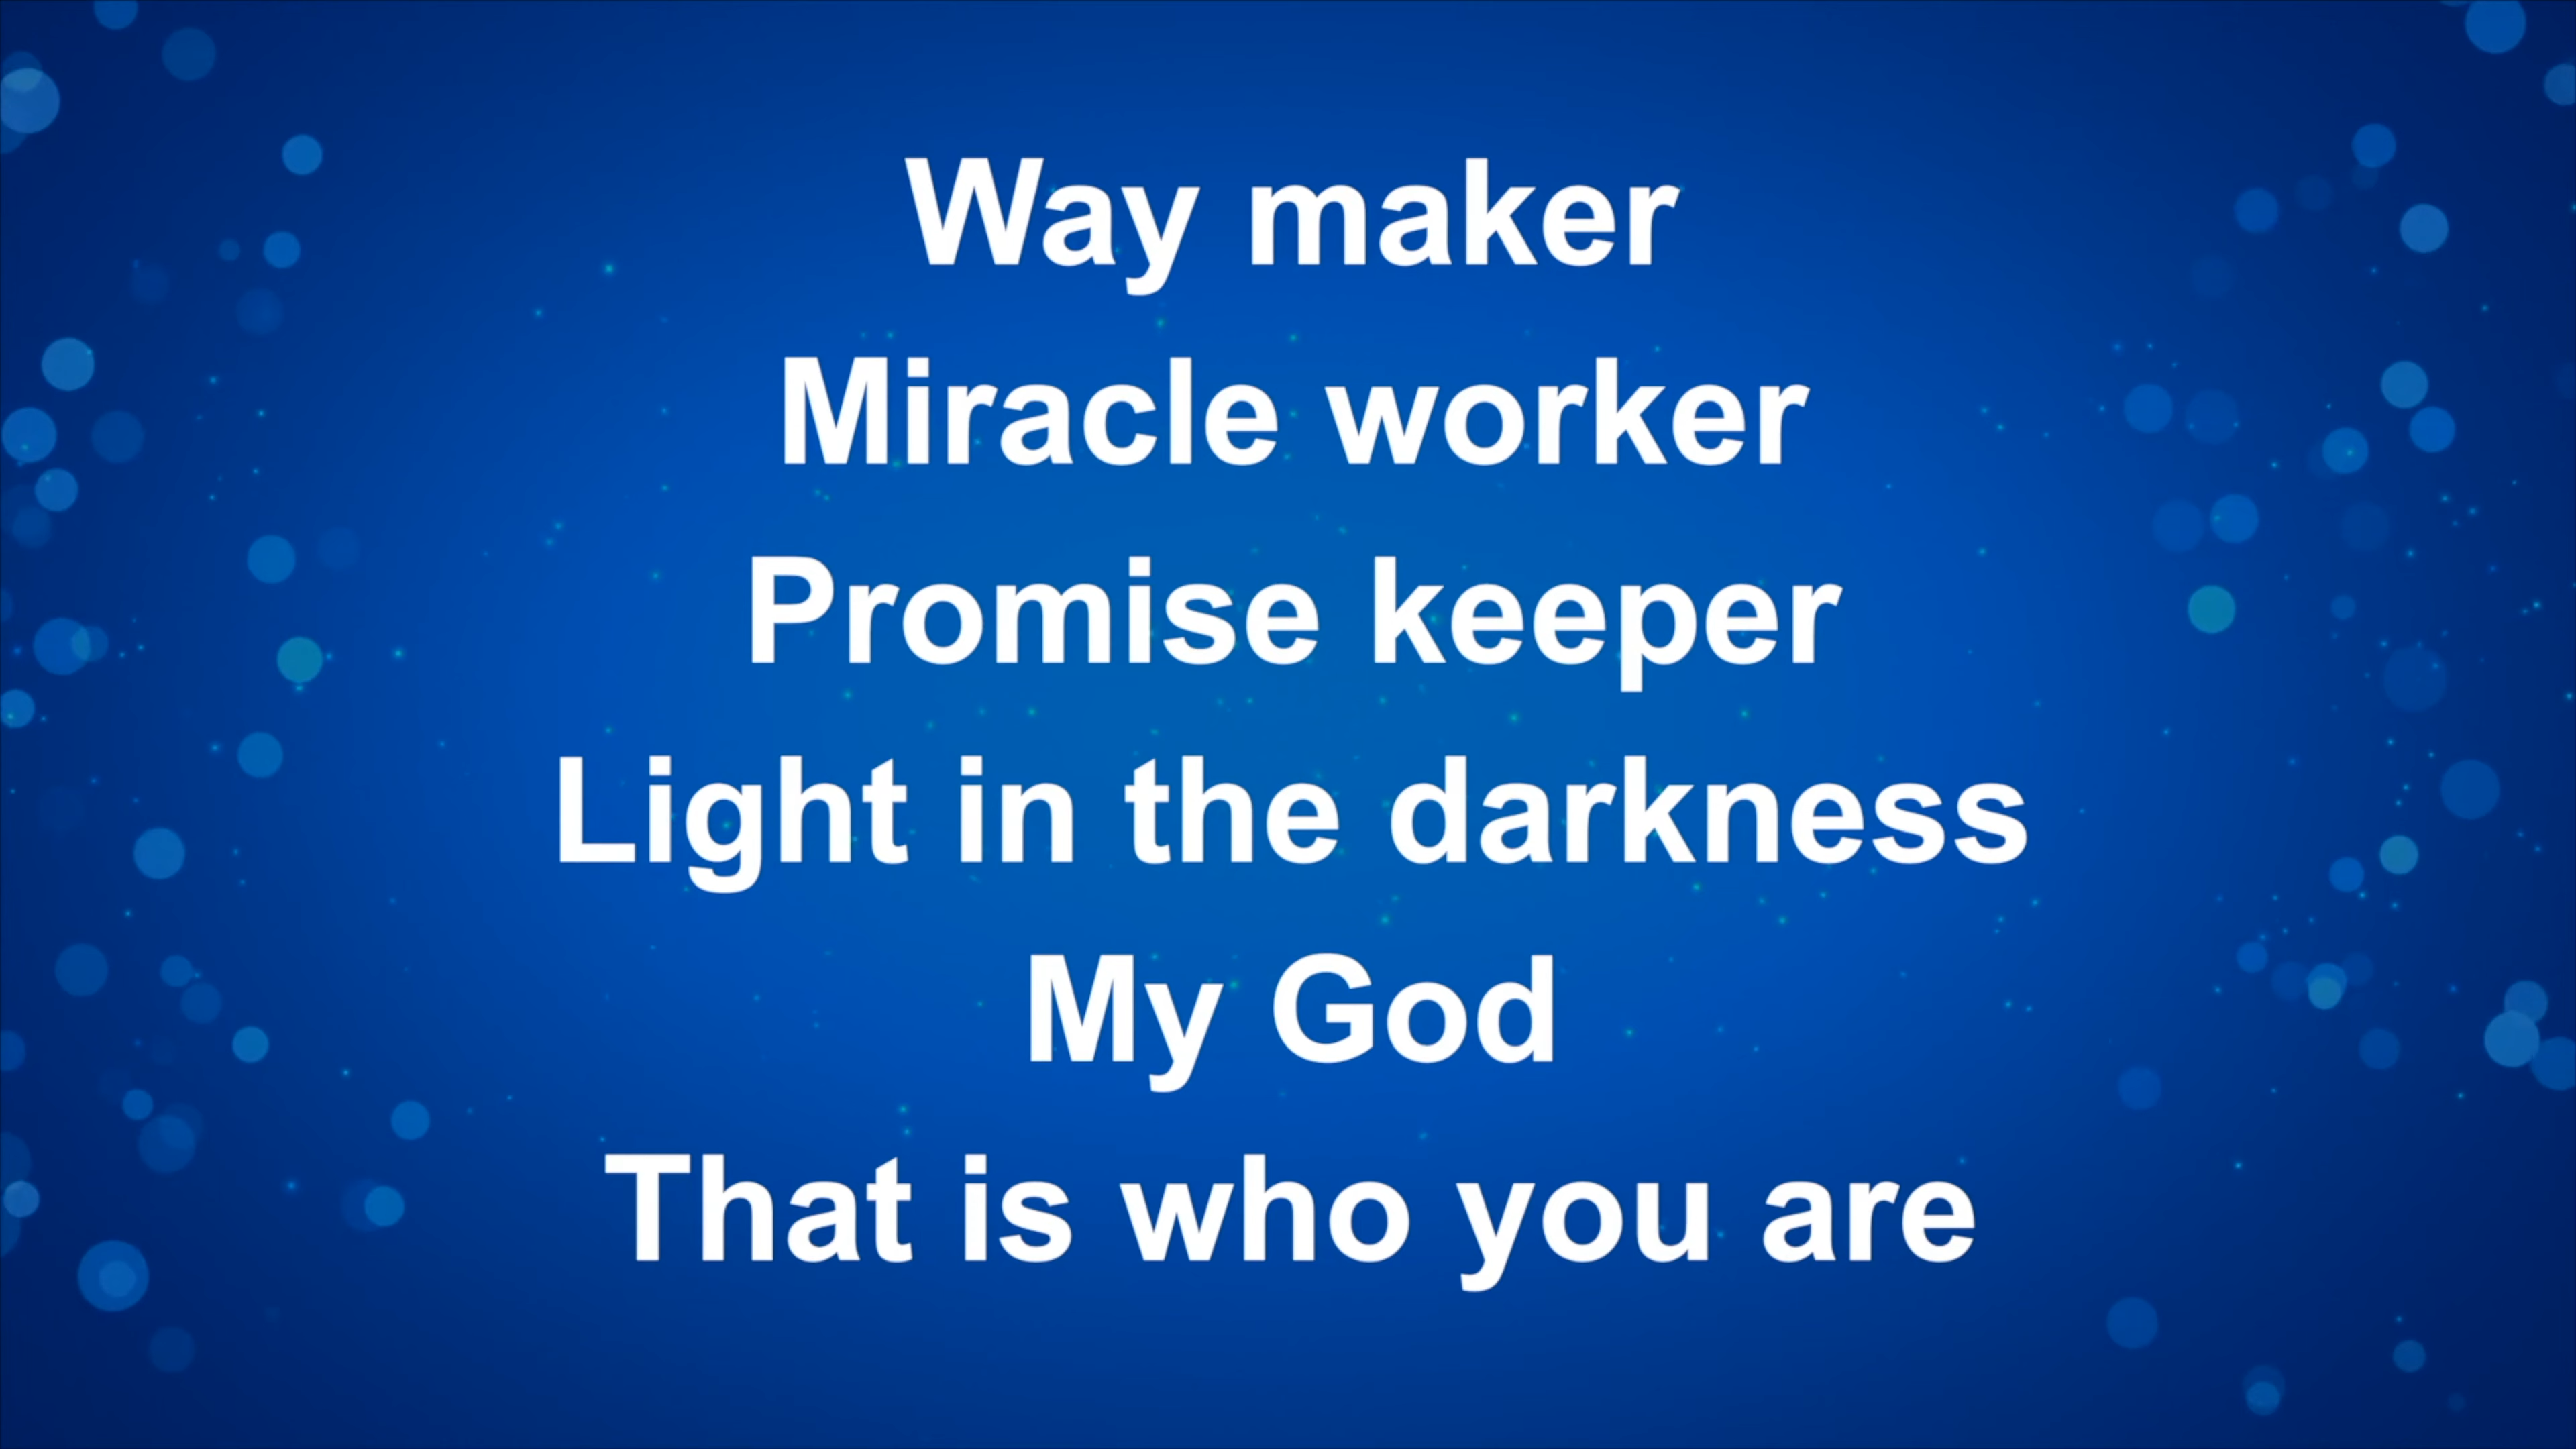 Way maker
Miracle worker
Promise keeper
Light in the darkness
My God
That is who you are